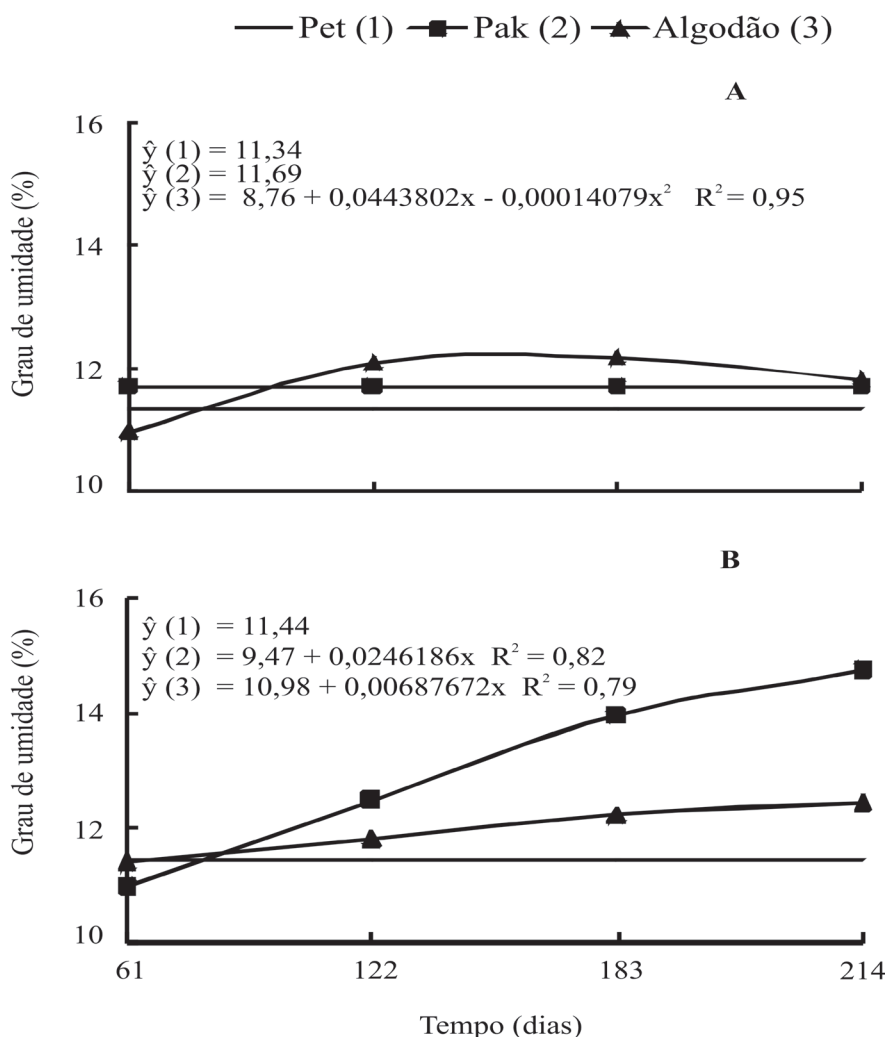 Pet (1) Pak (2) Algodão (3)
A
16
ŷ (1) = 11,34
ŷ (2) = 11,69
ŷ (3) = 8,76 + 0,0443802x - 0,00014079x² R² = 0,95
14
Grau de umidade (%)
12
10
B
16
ŷ (1) = 11,44
ŷ (2) = 9,47 + 0,0246186x R² = 0,82
ŷ (3) = 10,98 + 0,00687672x R² = 0,79
14
Grau de umidade (%)
12
10
61 122 183 214
Tempo (dias)